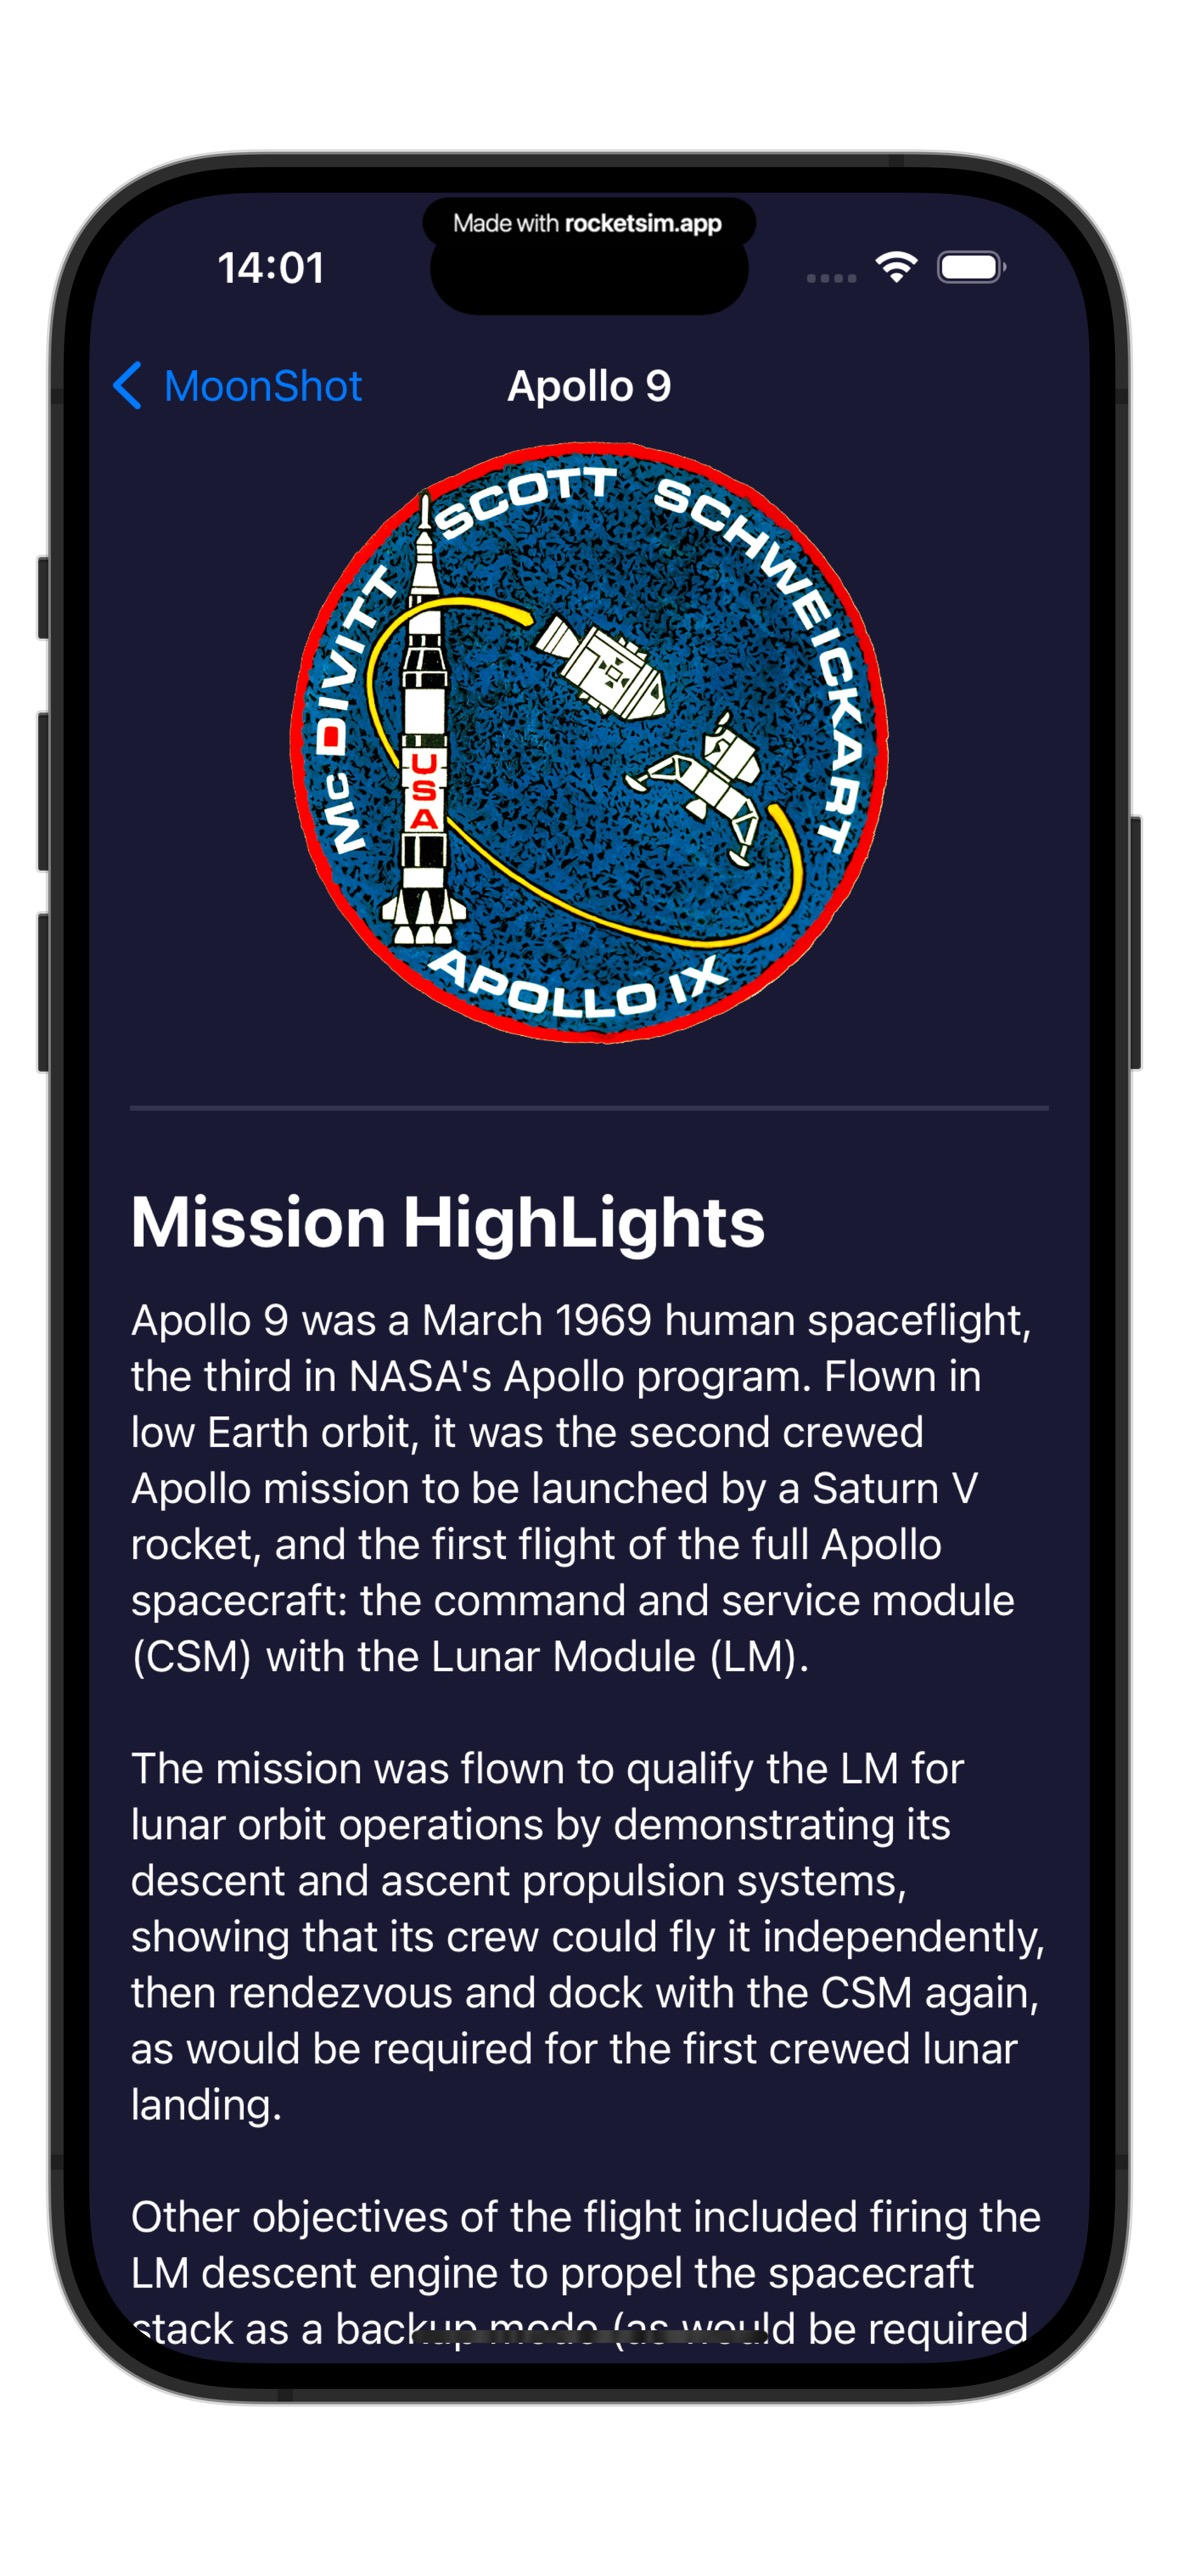 Made with rocketsim.app
14:01
MoonShot
Apollo 9
Mc DIVITT
SCOTT
SCHWEICKART
USA
APOLLO IX
Mission HighLights
Apollo 9 was a March 1969 human spaceflight,
the third in NASA's Apollo program. Flown in
low Earth orbit, it was the second crewed
Apollo mission to be launched by a Saturn V
rocket, and the first flight of the full Apollo
spacecraft: the command and service module
(CSM) with the Lunar Module (LM).
The mission was flown to qualify the LM for
lunar orbit operations by demonstrating its
descent and ascent propulsion systems,
showing that its crew could fly it independently,
then rendezvous and dock with the CSM again,
as would be required for the first crewed lunar
landing.
Other objectives of the flight included firing the
LM descent engine to propel the spacecraft
stack as a backup mode (as would be required